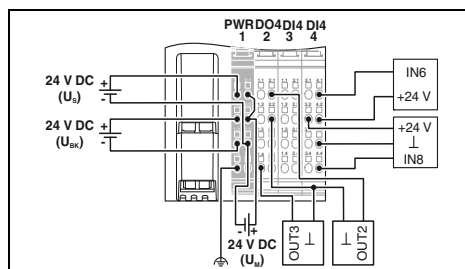 PWR DO4 DI4 DI4
1 2 3 4
24 V DC
(US)
+
-
24 V DC
(UBK)
+
-
IN6
+24 V
+24 V
⊥
IN8
- +
24 V DC
(UM)
OUT3
⊥
⊥
OUT2